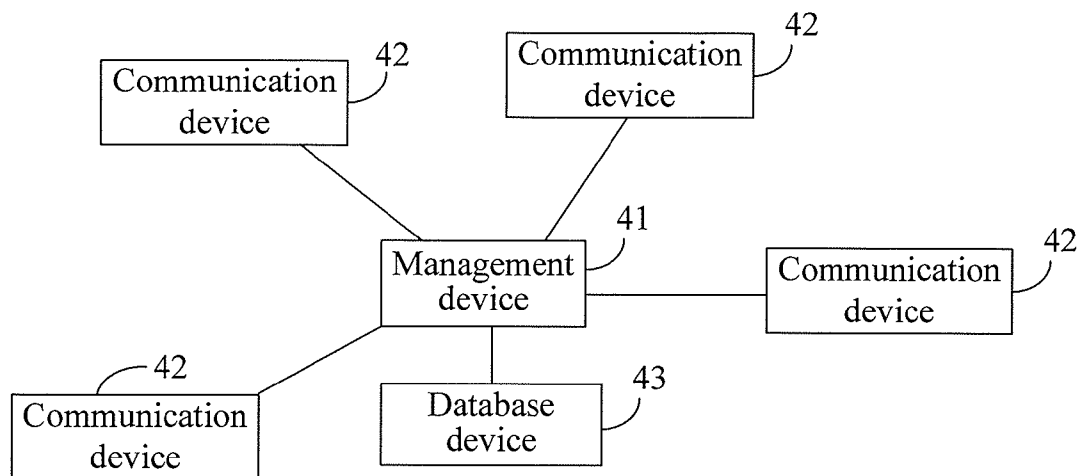 42
Communication
device
42
Communication
device
41
Management
device
42
Communication
device
42
Communication
device
43
Database
device